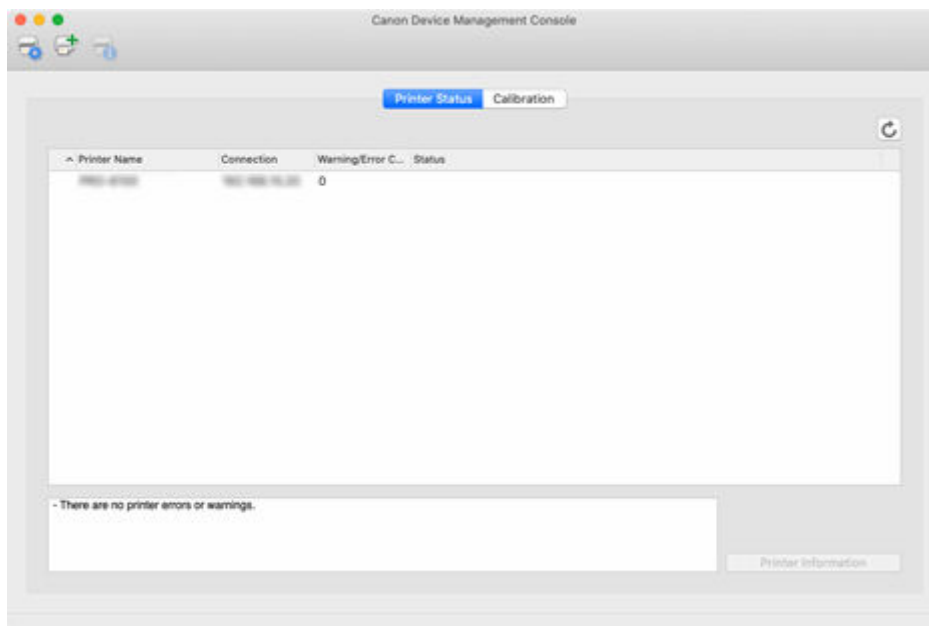 Canon Device Management Console
Printer Status Calibration
Printer Name Connection Warning/Error C... Status
0
- There are no printer errors or warnings.
Printer Information